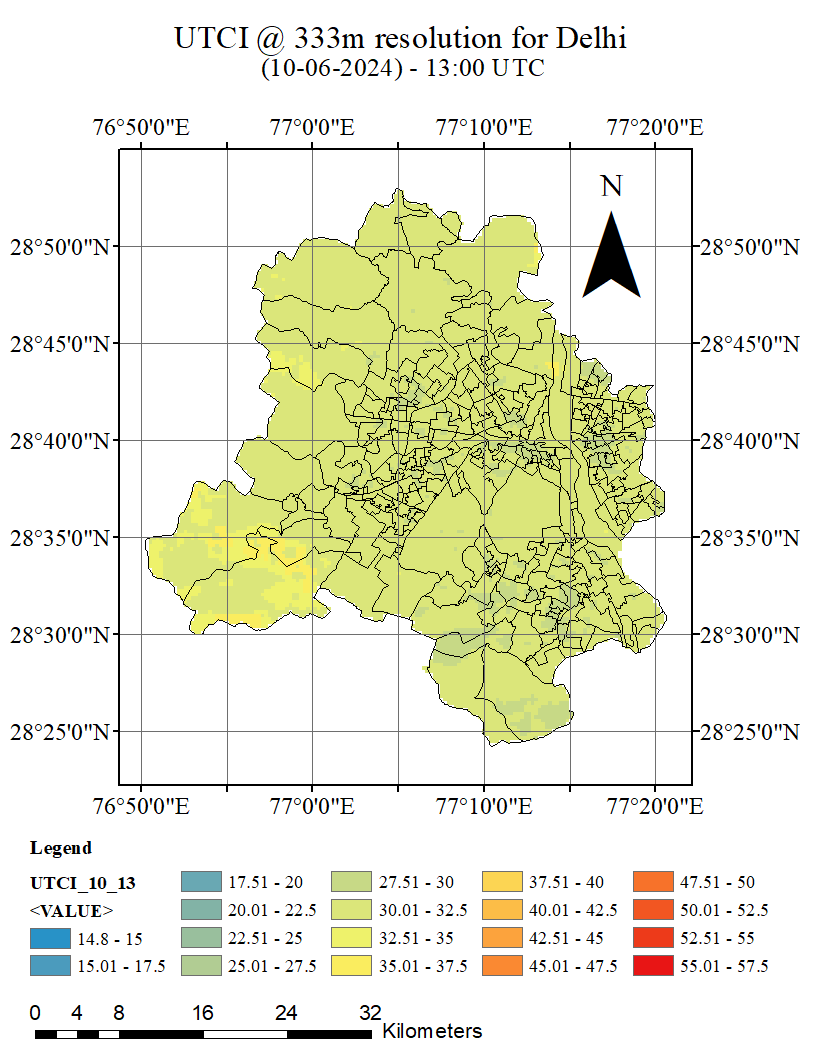 UTCI @ 333m resolution for Delhi
(10-06-2024) - 13:00 UTC
76°50'0"E 77°0'0"E 77°10'0"E 77°20'0"E
N
28°50'0"N 28°50'0"N
28°45'0"N 28°45'0"N
28°40'0"N 28°40'0"N
28°35'0"N 28°35'0"N
28°30'0"N 28°30'0"N
28°25'0"N 28°25'0"N
76°50'0"E 77°0'0"E 77°10'0"E 77°20'0"E
Legend
UTCI_10_13 17.51 - 20 27.51 - 30 37.51 - 40 47.51 - 50
<VALUE> 20.01 - 22.5 30.01 - 32.5 40.01 - 42.5 50.01 - 52.5
14.8 - 15 22.51 - 25 32.51 - 35 42.51 - 45 52.51 - 55
15.01 - 17.5 25.01 - 27.5 35.01 - 37.5 45.01 - 47.5 55.01 - 57.5
0 4 8 16 24 32
Kilometers